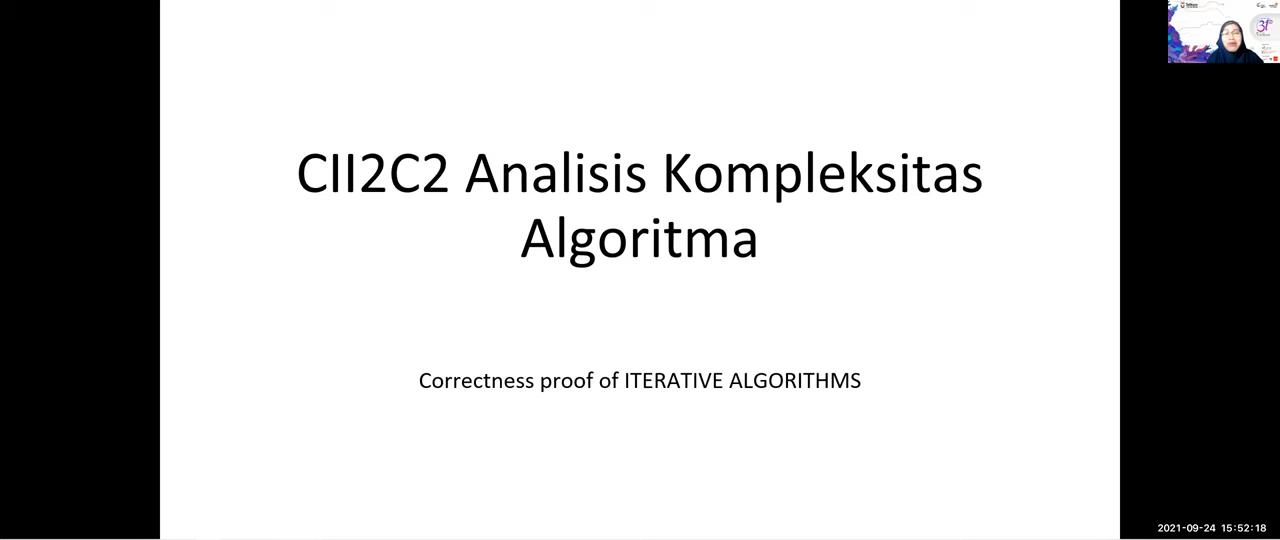 CII2C2 Analisis Kompleksitas
Algoritma
Correctness proof of ITERATIVE ALGORITHMS
2021-09-24 15:52:18